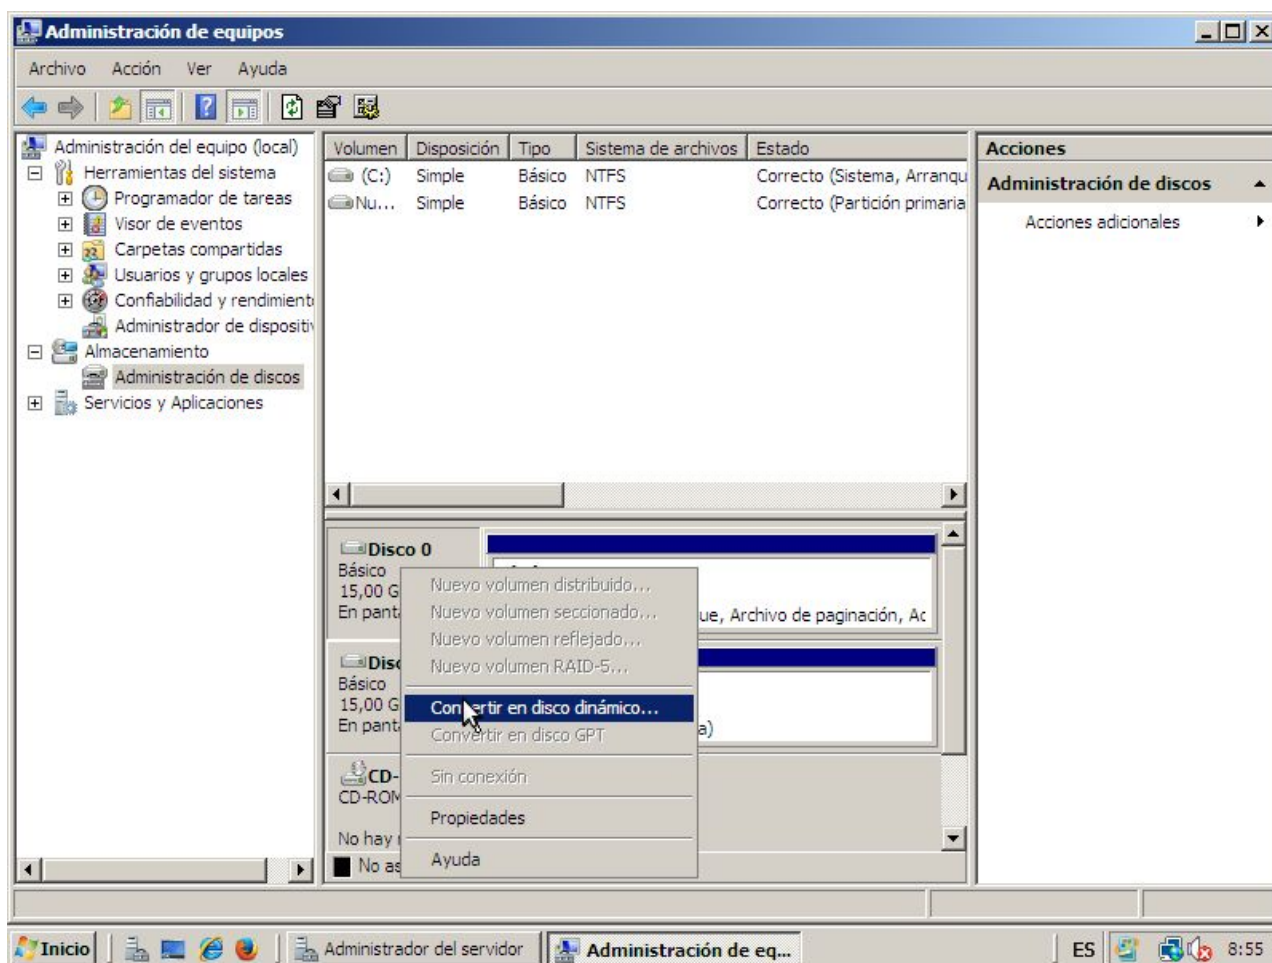 Administración de equipos
Archivo Acción Ver Ayuda
Administración del equipo (local)
Herramientas del sistema
Programador de tareas
Visor de eventos
Carpetas compartidas
Usuarios y grupos locales
Confiabilidad y rendimient
Administrador de dispositiv
Almacenamiento
Administración de discos
Servicios y Aplicaciones
Volumen Disposición Tipo Sistema de archivos Estado
(C:) Simple Básico NTFS Correcto (Sistema, Arranqu
Nu... Simple Básico NTFS Correcto (Partición primaria
Disco 0
Básico
15,00 G
En panta
ue, Archivo de paginación, Ac
Disc
Básico
15,00 G
En panta
a)
CD-
CD-ROM
No hay
No as
Nuevo volumen distribuido...
Nuevo volumen seccionado...
Nuevo volumen reflejado...
Nuevo volumen RAID-5...
Convertir en disco dinámico...
Convertir en disco GPT
Sin conexión
Propiedades
Ayuda
Acciones
Administración de discos
Acciones adicionales
Inicio Administrador del servidor Administración de eq... ES 8:55